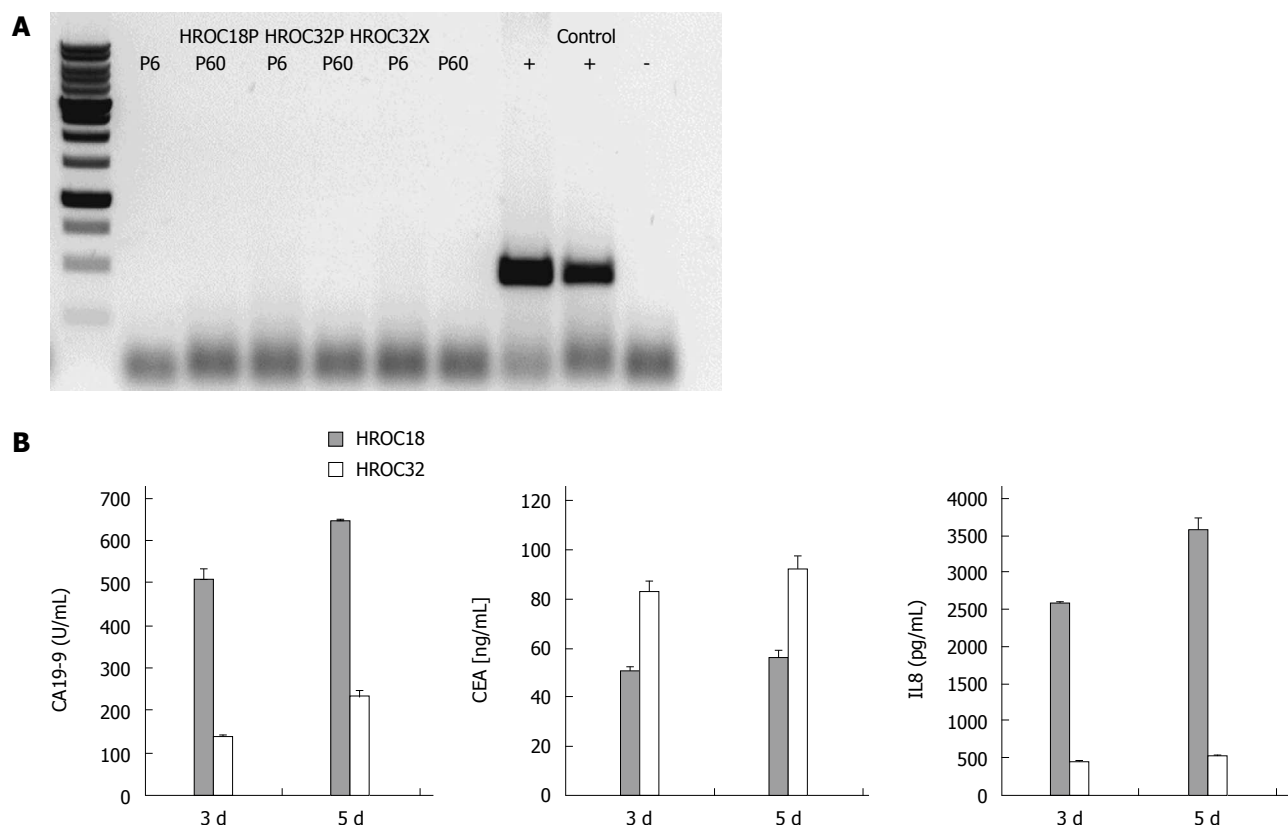 A
HROC18P HROC32P HROC32X Control
P6 P60 P6 P60 P6 P60 + + -
B
HROC18
HROC32
CA19-9 (U/mL)
700
600
500
400
300
200
100
0
3 d 5 d
CEA [ng/mL]
120
100
80
60
40
20
0
3 d 5 d
IL8 (pg/mL)
4000
3500
3000
2500
2000
1500
1000
500
0
3 d 5 d